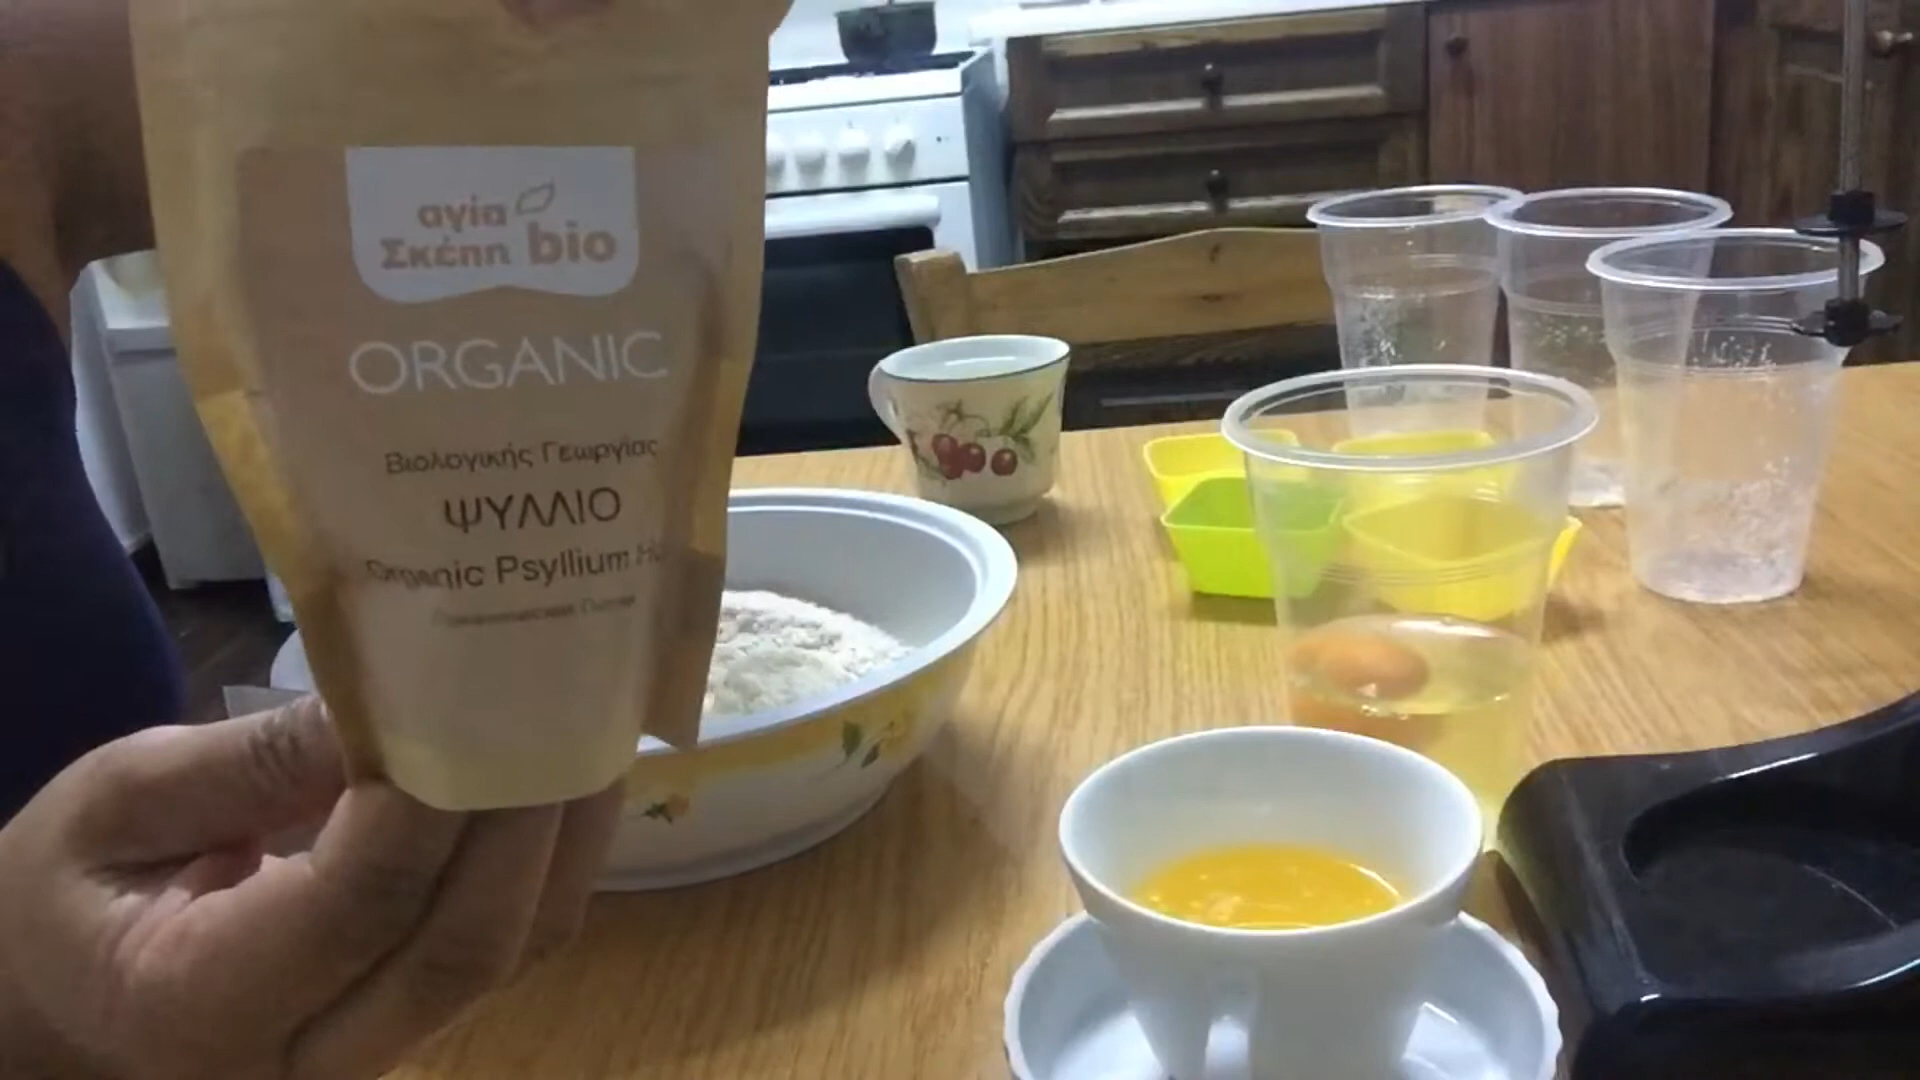 αγία
Σκέπη bio
ORGANIC
Βιολογικής Γεωργίας
ΨΥΛΛΙΟ
Organic Psyllium